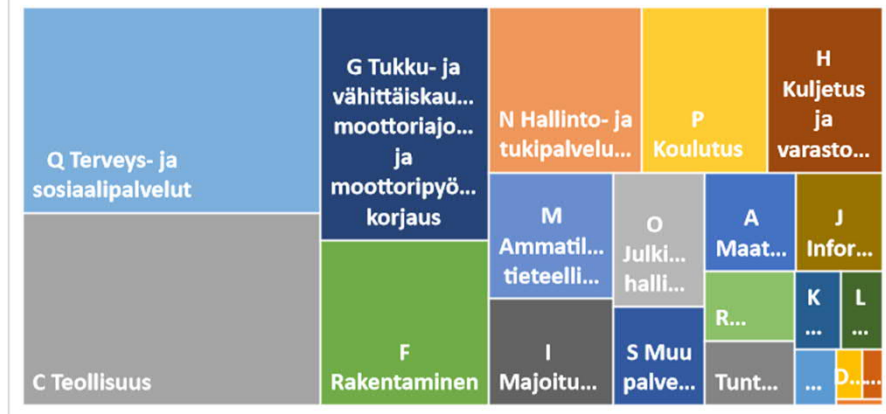 Q Terveys- ja
sosiaalipalvelut
C Teollisuus
G Tukku- ja
vähittäiskau...
moottoriajo...
ja
moottoripyö...
korjaus
F
Rakentaminen
N Hallinto- ja
tukipalvelu...
P
Koulutus
H
Kuljetus
ja
varasto...
M
Ammatil...
tieteelli...
I
Majoitu...
O
Julki...
halli...
S Muu
palve...
A
Maat...
J
Infor...
R...
Tunt...
K
...
L
...
...
D...
...